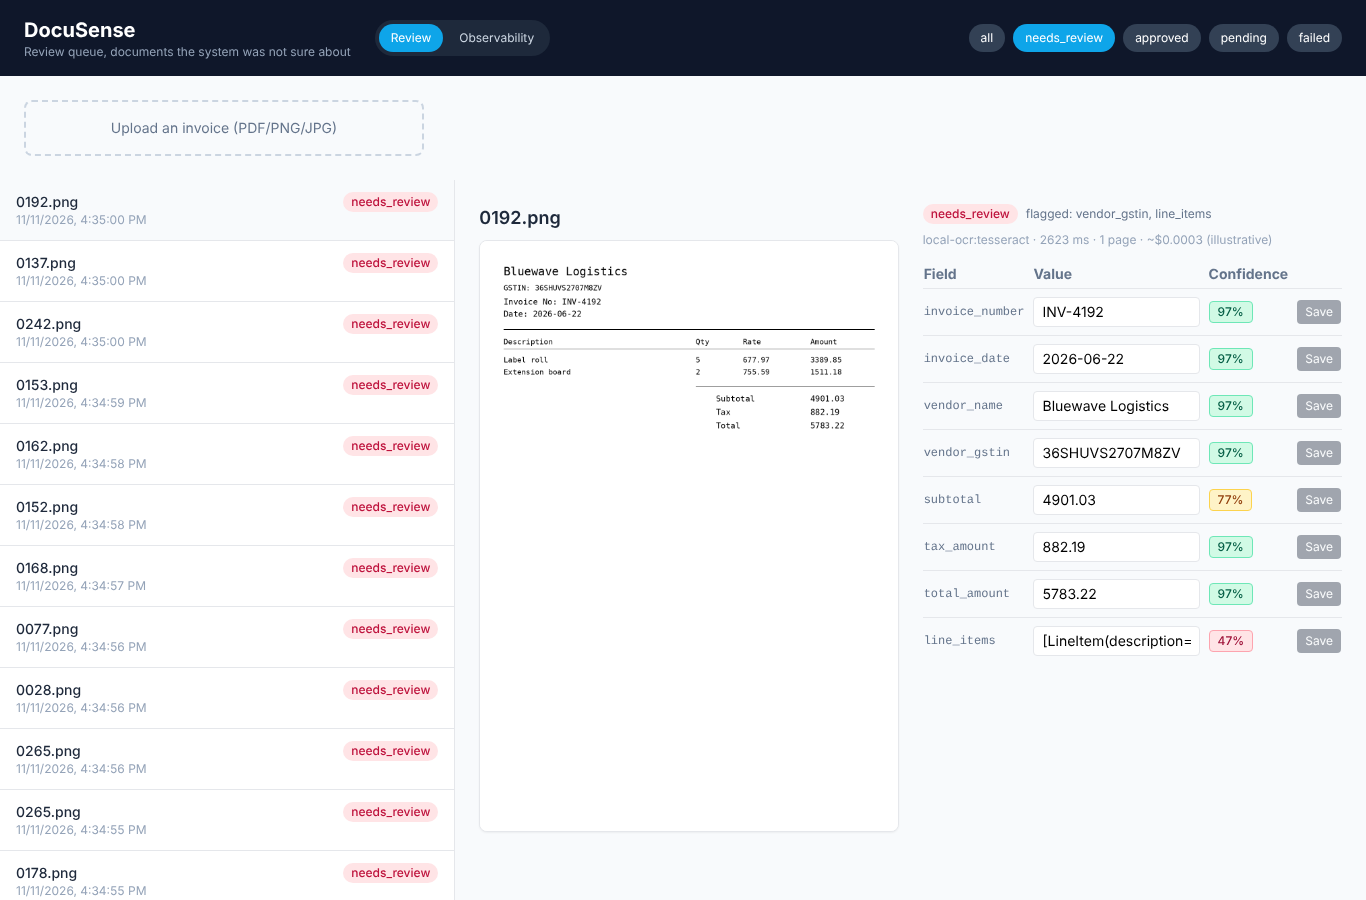 DocuSense
Review queue, documents the system was not sure about
Review
Observability
all
needs_review
approved
pending
failed
Upload an invoice (PDF/PNG/JPG)
0192.png
needs_review
11/11/2026, 4:35:00 PM
0137.png
needs_review
11/11/2026, 4:35:00 PM
0242.png
needs_review
11/11/2026, 4:35:00 PM
0153.png
needs_review
11/11/2026, 4:34:59 PM
0162.png
needs_review
11/11/2026, 4:34:58 PM
0152.png
needs_review
11/11/2026, 4:34:58 PM
0168.png
needs_review
11/11/2026, 4:34:57 PM
0077.png
needs_review
11/11/2026, 4:34:56 PM
0028.png
needs_review
11/11/2026, 4:34:56 PM
0265.png
needs_review
11/11/2026, 4:34:56 PM
0265.png
needs_review
11/11/2026, 4:34:55 PM
0178.png
needs_review
11/11/2026, 4:34:55 PM
0192.png
Bluewave Logistics
GSTIN: 36SHUVS2707M8ZV
Invoice No: INV-4192
Date: 2026-06-22
Description Qty Rate Amount
Label roll 5 677.97 3389.85
Extension board 2 755.59 1511.18
Subtotal 4901.03
Tax 882.19
Total 5783.22
needs_review flagged: vendor_gstin, line_items
local-ocr:tesseract · 2623 ms · 1 page · ~$0.0003 (illustrative)
Field Value Confidence
invoice_number INV-4192 97% Save
invoice_date 2026-06-22 97% Save
vendor_name Bluewave Logistics 97% Save
vendor_gstin 36SHUVS2707M8ZV 97% Save
subtotal 4901.03 77% Save
tax_amount 882.19 97% Save
total_amount 5783.22 97% Save
line_items [LineItem(description= 47% Save